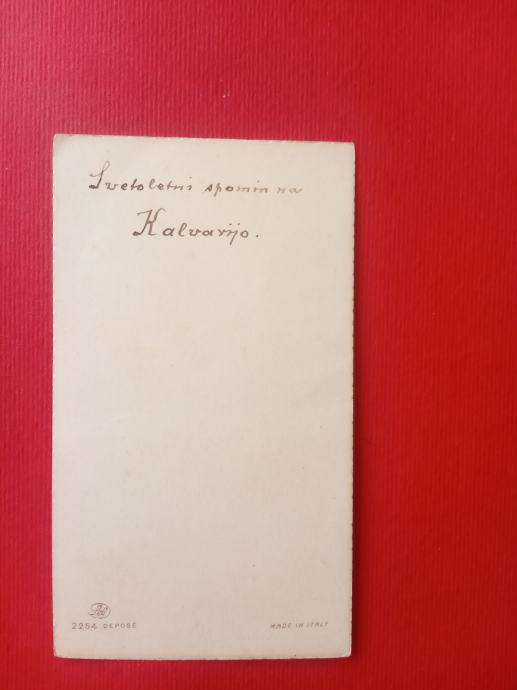 Svetoletni spomin na
Kalvarijo.
2254 DEPOSÉ
MADE IN ITALY